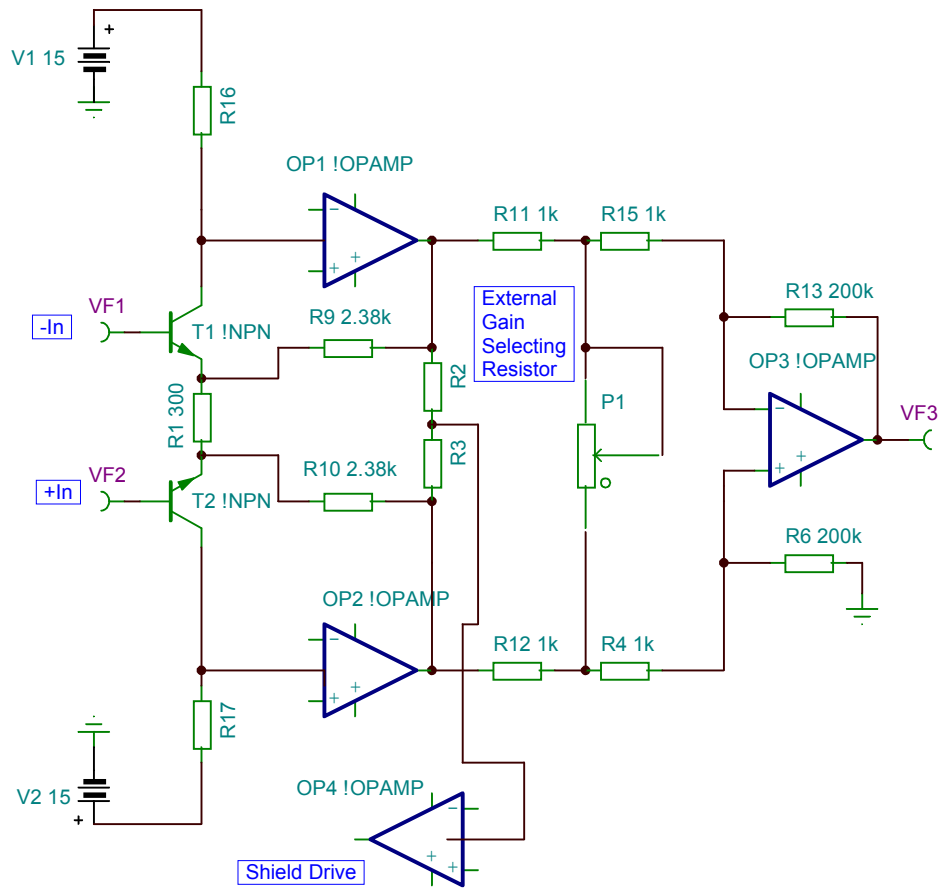 V1 15
+
R16
OP1 !OPAMP
R11 1k
R15 1k
VF1
-In
T1 !NPN
R9 2.38k
External
Gain
Selecting
Resistor
R13 200k
OP3 !OPAMP
R1 300
R2
R3
P1
VF3
VF2
+In
T2 !NPN
R10 2.38k
R6 200k
OP2 !OPAMP
R12 1k
R4 1k
R17
V2 15
+
OP4 !OPAMP
Shield Drive